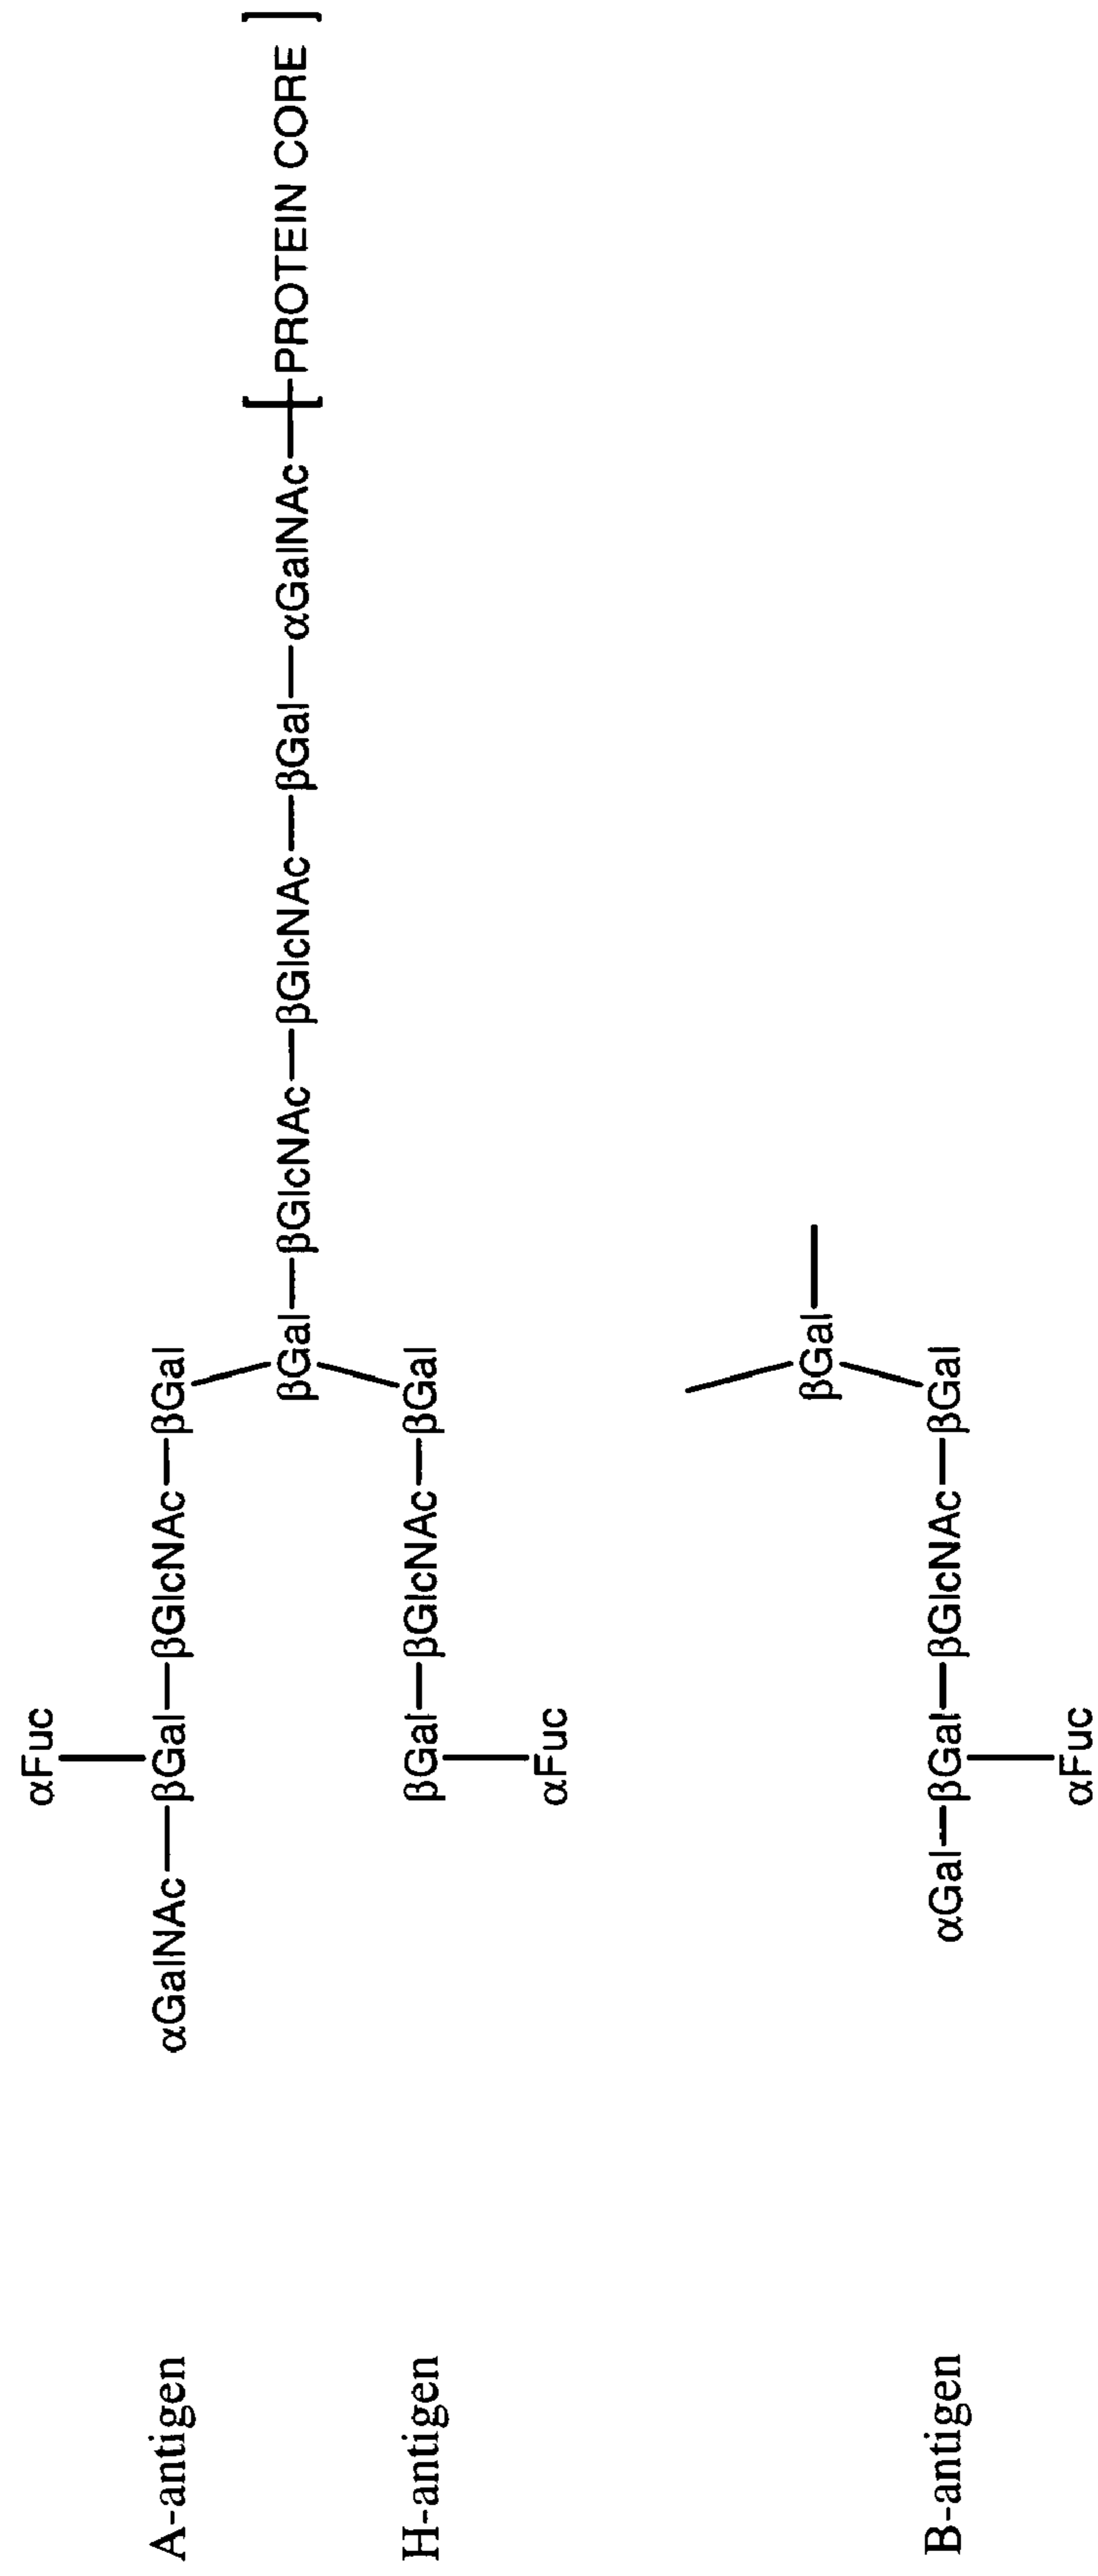 αFuc
A-antigen αGalNAc—βGal—βGlcNAc—βGal
βGal—βGlcNAc—βGlcNAc—βGal—αGalNAc—[PROTEIN CORE]
H-antigen βGal—βGlcNAc—βGal
αFuc
βGal—
B-antigen αGal—βGal—βGlcNAc—βGal
αFuc